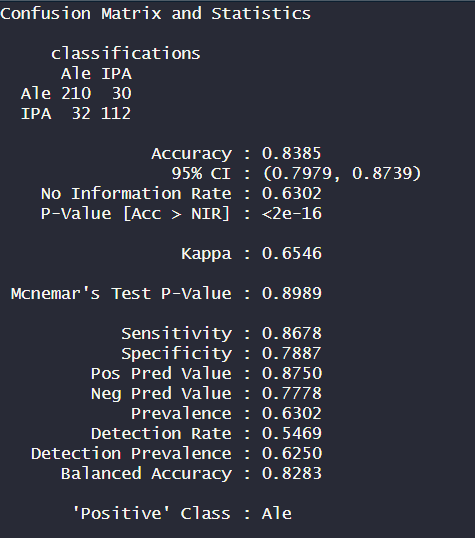 Confusion Matrix and Statistics
classifications
Ale IPA
Ale 210 30
IPA 32 112
Accuracy : 0.8385
95% CI : (0.7979, 0.8739)
No Information Rate : 0.6302
P-Value [Acc > NIR] : <2e-16
Kappa : 0.6546
Mcnemar's Test P-Value : 0.8989
Sensitivity : 0.8678
Specificity : 0.7887
Pos Pred Value : 0.8750
Neg Pred Value : 0.7778
Prevalence : 0.6302
Detection Rate : 0.5469
Detection Prevalence : 0.6250
Balanced Accuracy : 0.8283
'Positive' Class : Ale